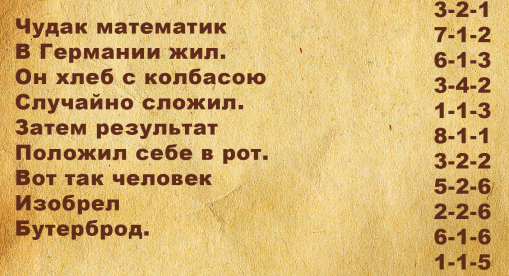 Чудак математик
В Германии жил.
Он хлеб с колбасою
Случайно сложил.
Затем результат
Положил себе в рот.
Вот так человек
Изобрел
Бутерброд.
3-2-1
7-1-2
6-1-3
3-4-2
1-1-3
8-1-1
3-2-2
5-2-6
2-2-6
6-1-6
1-1-5